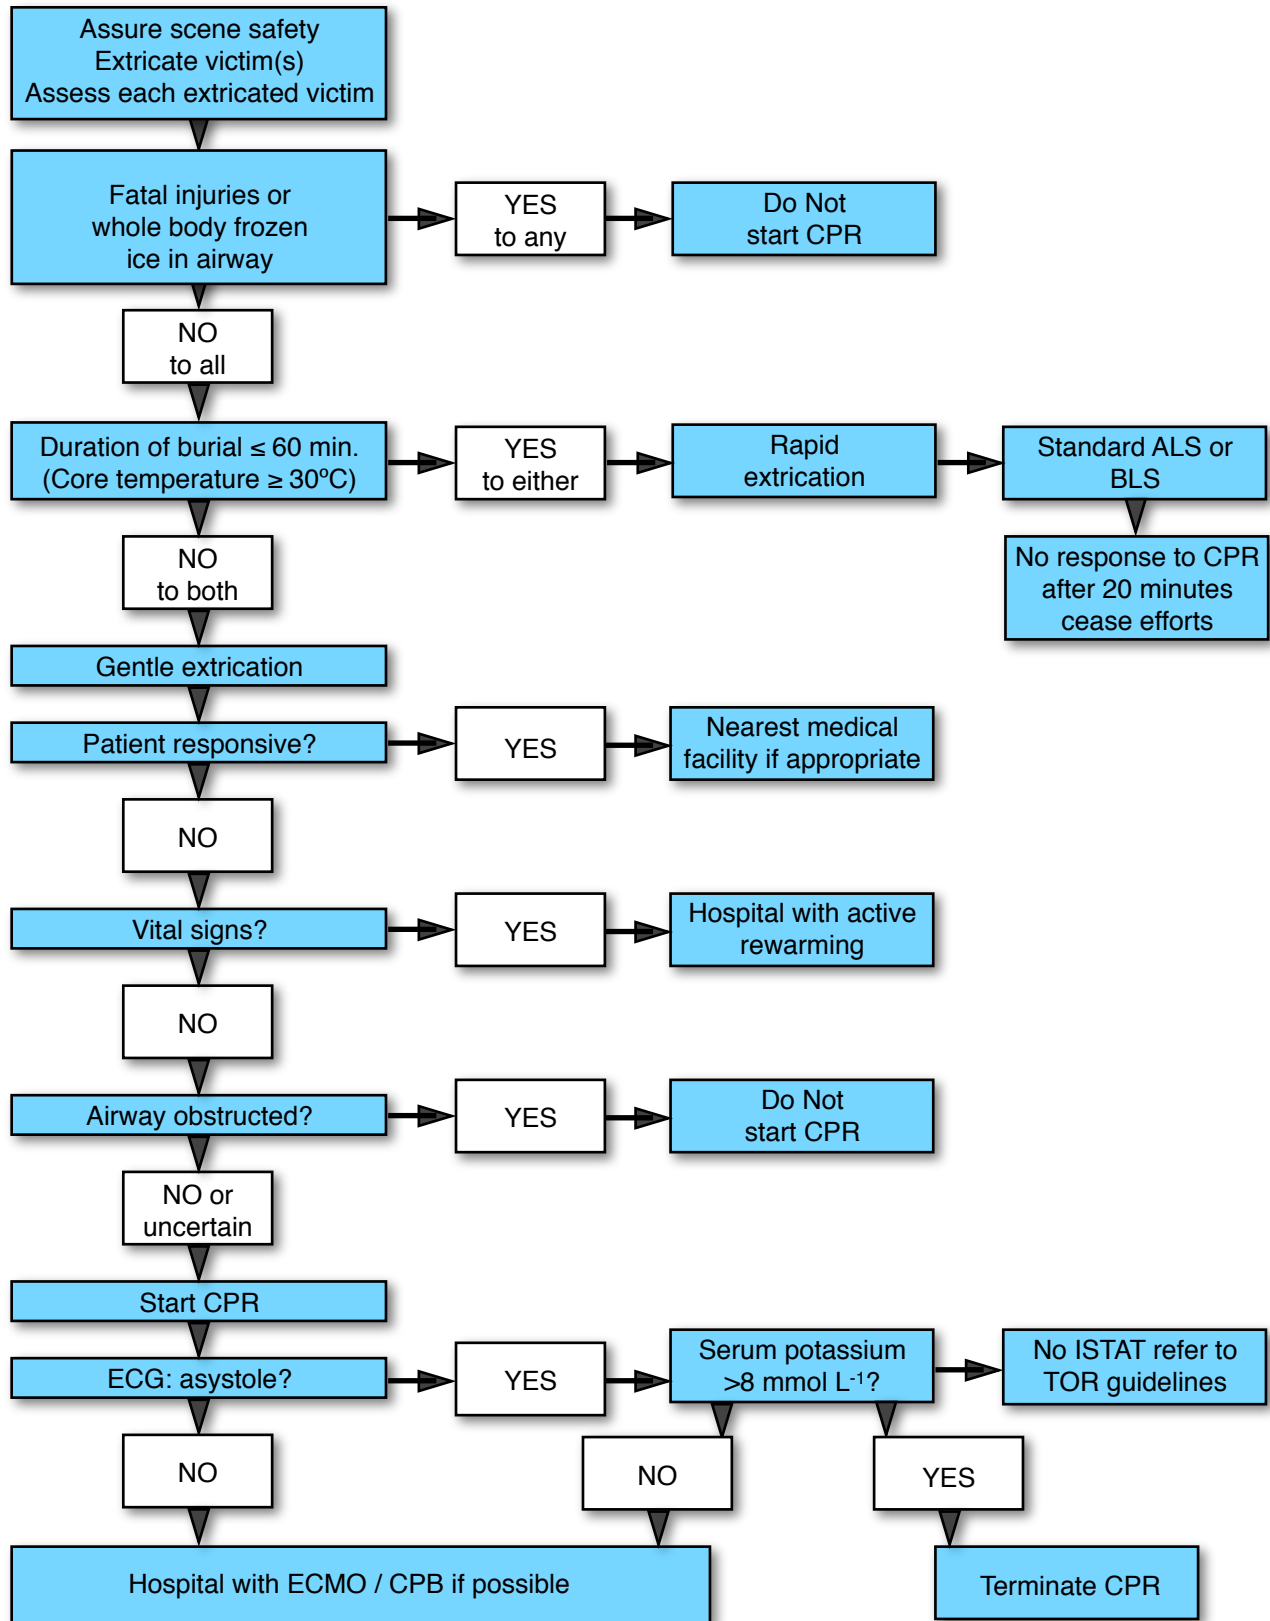 Assure scene safety
Extricate victim(s)
Assess each extricated victim
Fatal injuries or
whole body frozen
ice in airway
YES
to any
Do Not
start CPR
NO
to all
Duration of burial ≤ 60 min.
(Core temperature ≥ 30ºC)
YES
to either
Rapid
extrication
Standard ALS or
BLS
No response to CPR
after 20 minutes
cease efforts
NO
to both
Gentle extrication
Patient responsive?
YES
Nearest medical
facility if appropriate
NO
Vital signs?
YES
Hospital with active
rewarming
NO
Airway obstructed?
YES
Do Not
start CPR
NO or
uncertain
Start CPR
ECG: asystole?
YES
Serum potassium
>8 mmol L⁻¹?
No ISTAT refer to
TOR guidelines
NO
NO
YES
Hospital with ECMO / CPB if possible
Terminate CPR